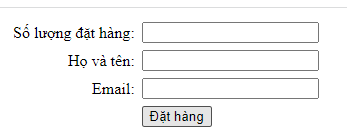 Số lượng đặt hàng:
Họ và tên:
Email:
Đặt hàng